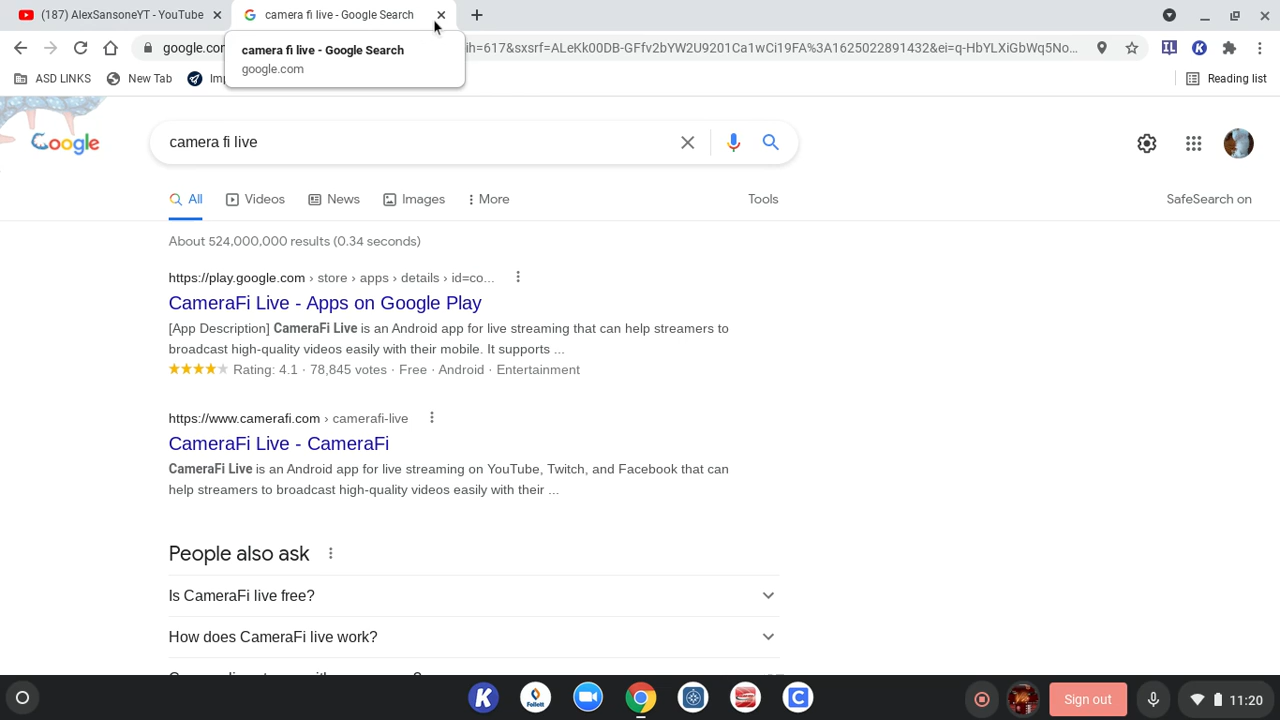 (187) AlexSansoneYT - YouTube
camera fi live - Google Search
google.com
ih=617&sxsrf=ALeKk00DB-GFfv2bYW2U9201Ca1wCi19FA%3A1625022891432&ei=q-HbYLXiGbWq5No...
camera fi live - Google Search
google.com
ASD LINKS
New Tab
Reading list
Google
camera fi live
All
Videos
News
Images
More
Tools
SafeSearch on
About 524,000,000 results (0.34 seconds)
https://play.google.com › store › apps › details › id=co...
CameraFi Live - Apps on Google Play
[App Description] CameraFi Live is an Android app for live streaming that can help streamers to
broadcast high-quality videos easily with their mobile. It supports ...
Rating: 4.1 · 78,845 votes · Free · Android · Entertainment
https://www.camerafi.com › camerafi-live
CameraFi Live - CameraFi
CameraFi Live is an Android app for live streaming on YouTube, Twitch, and Facebook that can
help streamers to broadcast high-quality videos easily with their ...
People also ask
Is CameraFi live free?
How does CameraFi live work?
Follett
Sign out
11:20